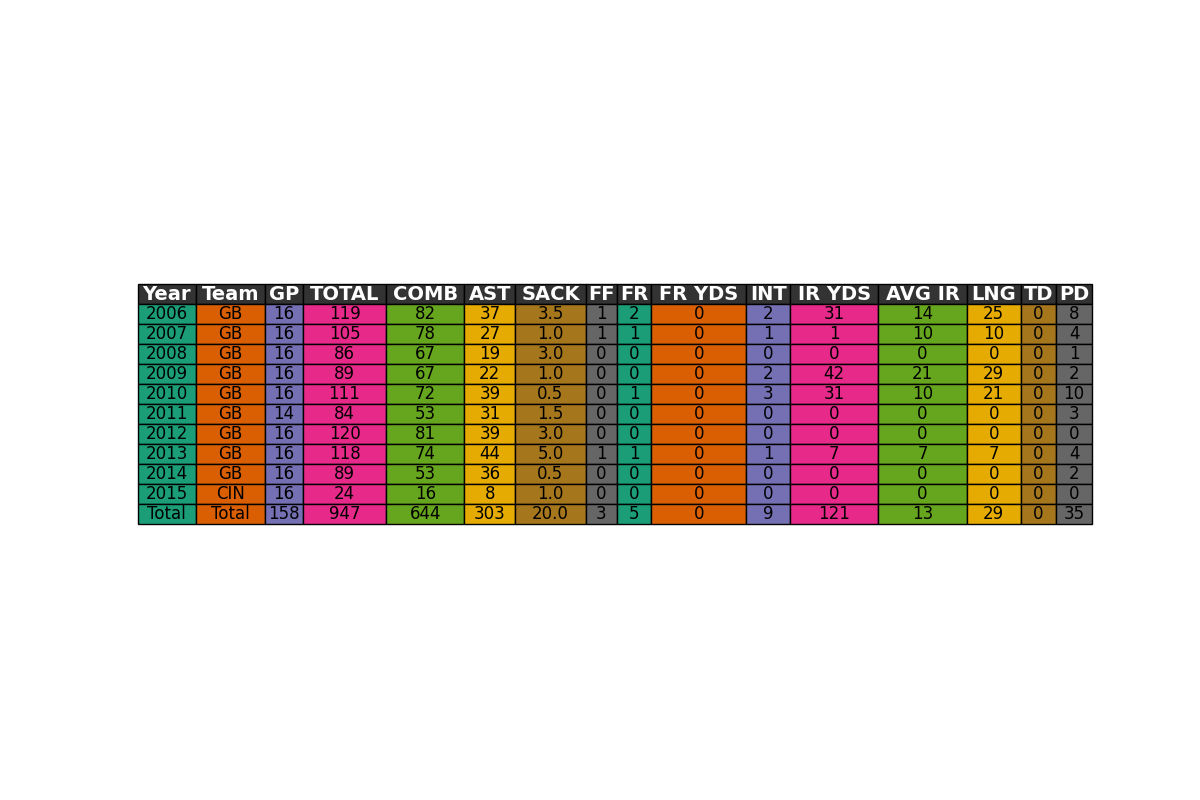 Year Team GP TOTAL COMB AST SACK FF FR FR YDS INT IR YDS AVG IR LNG TD PD
2006 GB 16 119 82 37 3.5 1 2 0 2 31 14 25 0 8
2007 GB 16 105 78 27 1.0 1 1 0 1 1 10 10 0 4
2008 GB 16 86 67 19 3.0 0 0 0 0 0 0 0 0 1
2009 GB 16 89 67 22 1.0 0 0 0 2 42 21 29 0 2
2010 GB 16 111 72 39 0.5 0 1 0 3 31 10 21 0 10
2011 GB 14 84 53 31 1.5 0 0 0 0 0 0 0 0 3
2012 GB 16 120 81 39 3.0 0 0 0 0 0 0 0 0 0
2013 GB 16 118 74 44 5.0 1 1 0 1 7 7 7 0 4
2014 GB 16 89 53 36 0.5 0 0 0 0 0 0 0 0 2
2015 CIN 16 24 16 8 1.0 0 0 0 0 0 0 0 0 0
Total Total 158 947 644 303 20.0 3 5 0 9 121 13 29 0 35